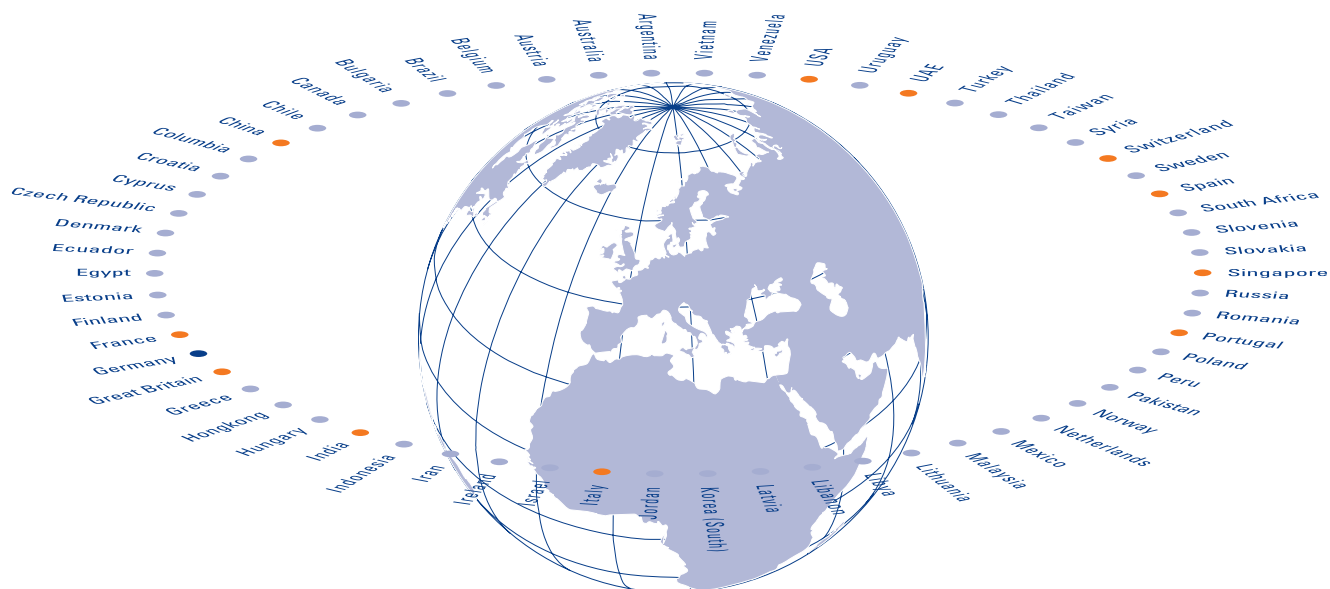 Argentina
Australia
Austria
Belgium
Brazil
Bulgaria
Canada
Chile
China
Columbia
Croatia
Cyprus
Czech Republic
Denmark
Ecuador
Egypt
Estonia
Finland
France
Germany
Great Britain
Greece
Hongkong
Hungary
India
Indonesia
Iran
Ireland
Israel
Italy
Jordan
Korea (South)
Latvia
Libanon
Libya
Lithuania
Malaysia
Mexico
Netherlands
Norway
Pakistan
Peru
Poland
Portugal
Romania
Russia
Singapore
Slovakia
Slovenia
South Africa
Spain
Sweden
Switzerland
Syria
Taiwan
Thailand
Turkey
UAE
Uruguay
USA
Venezuela
Vietnam